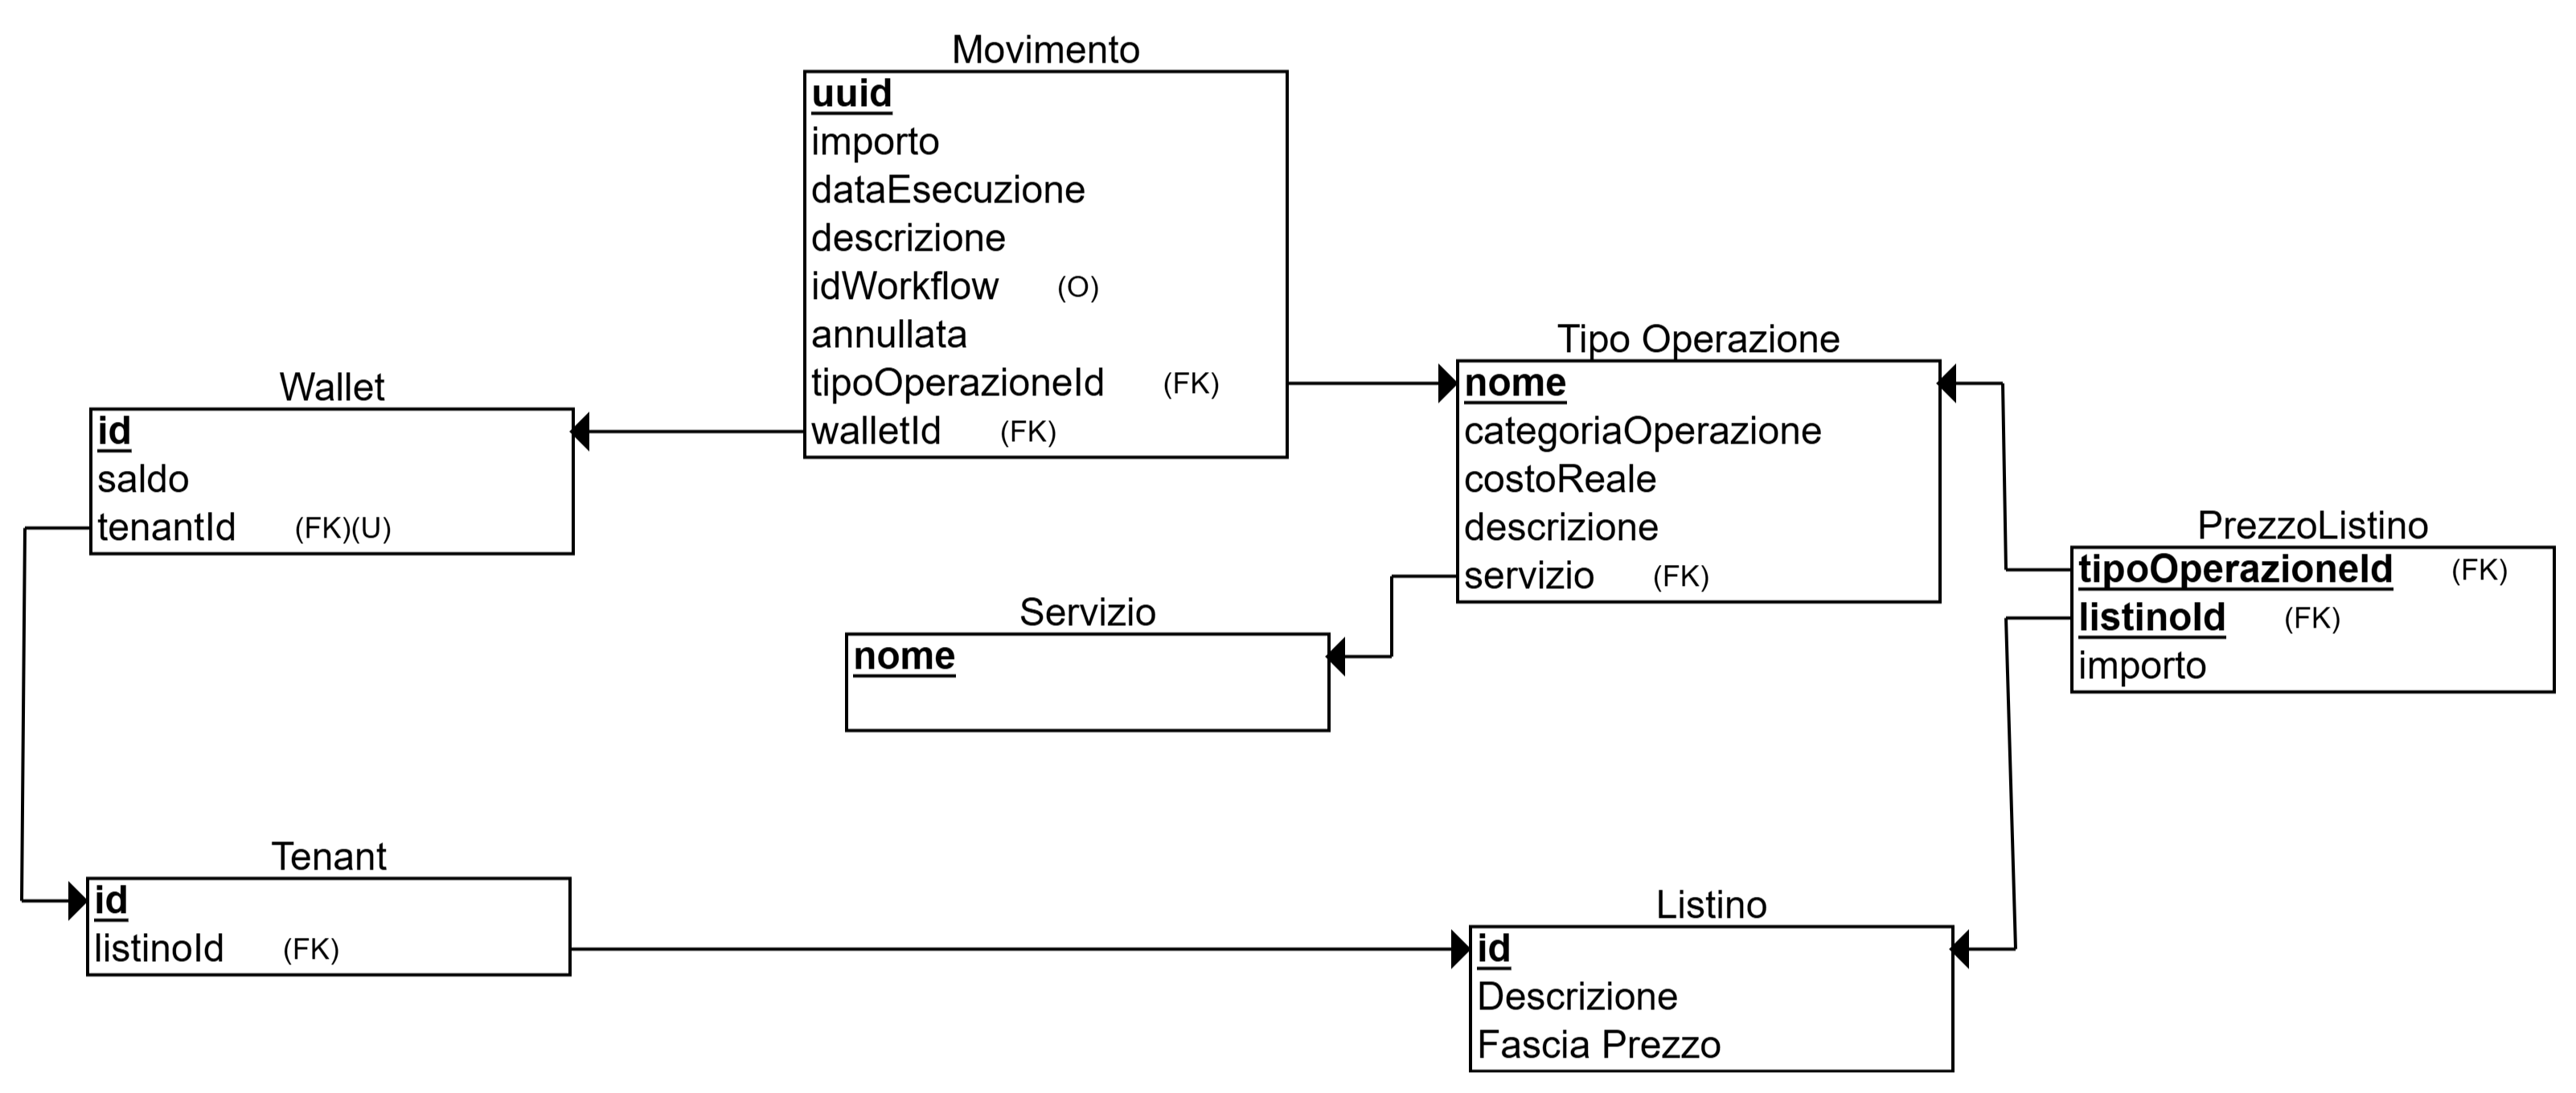 Movimento
uuid
importo
dataEsecuzione
descrizione
idWorkflow (O)
annullata
tipoOperazioneId (FK)
walletId (FK)
Wallet
id
saldo
tenantId (FK)(U)
Tipo Operazione
nome
categoriaOperazione
costoReale
descrizione
servizio (FK)
PrezzoListino
tipoOperazioneId (FK)
listinoId (FK)
importo
Servizio
nome
Tenant
id
listinoId (FK)
Listino
id
Descrizione
Fascia Prezzo